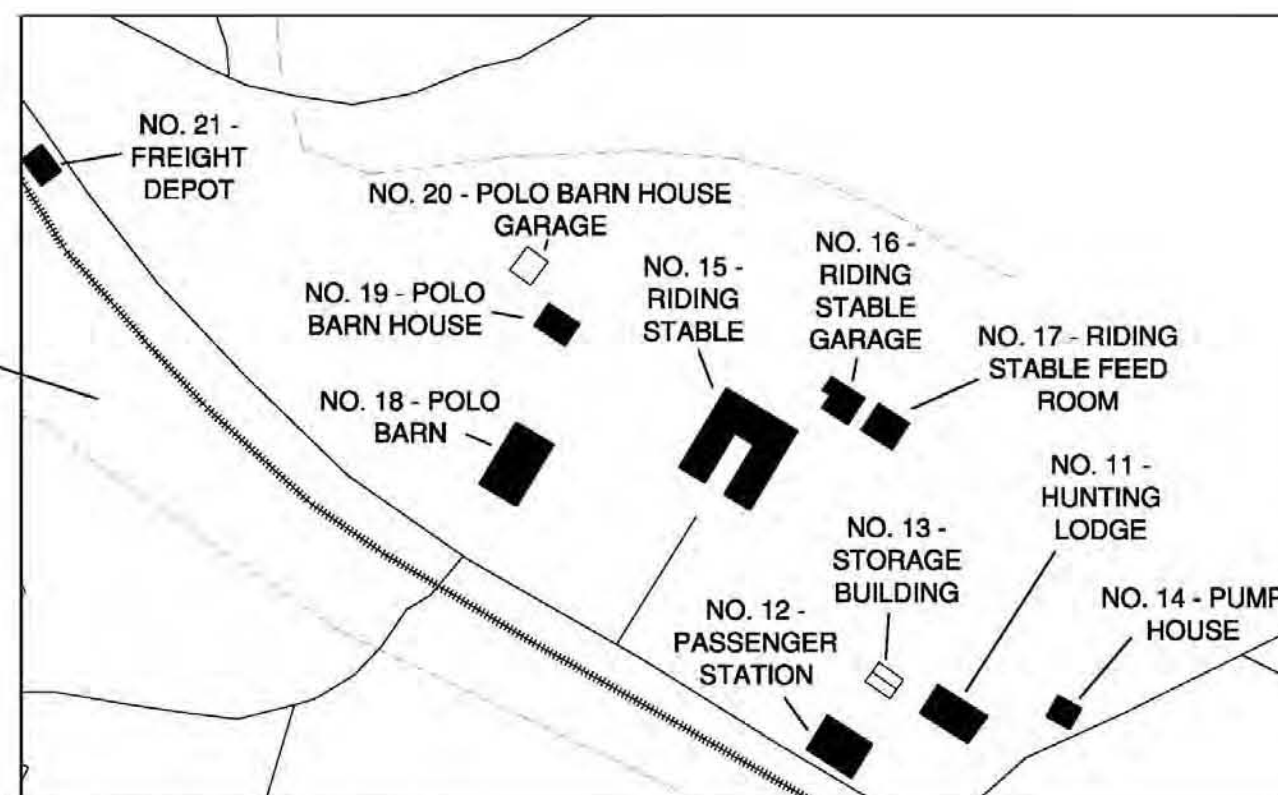 NO. 21 -
FREIGHT
DEPOT
NO. 20 - POLO BARN HOUSE
GARAGE
NO. 19 - POLO
BARN HOUSE
NO. 18 - POLO
BARN
NO. 15 -
RIDING
STABLE
NO. 16 -
RIDING
STABLE
GARAGE
NO. 17 - RIDING
STABLE FEED
ROOM
NO. 11 -
HUNTING
LODGE
NO. 13 -
STORAGE
BUILDING
NO. 12 -
PASSENGER
STATION
NO. 14 - PUMP
HOUSE